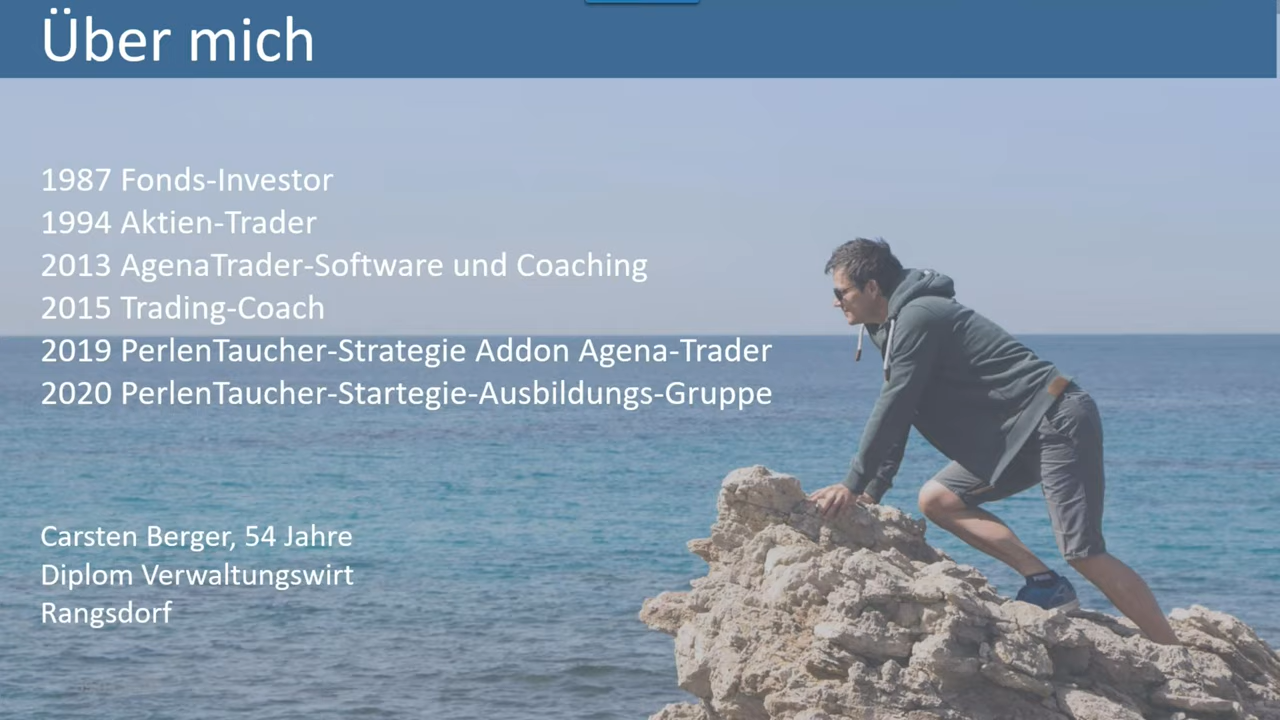 Über mich
1987 Fonds-Investor
1994 Aktien-Trader
2013 AgenaTrader-Software und Coaching
2015 Trading-Coach
2019 PerlenTaucher-Strategie Addon Agena-Trader
2020 PerlenTaucher-Startegie-Ausbildungs-Gruppe
Carsten Berger, 54 Jahre
Diplom Verwaltungswirt
Rangsdorf